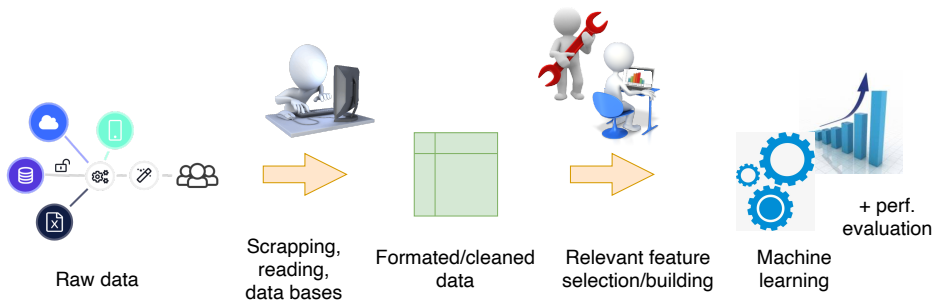 Raw data
Scrapping,
reading,
data bases
Formated/cleaned
data
Relevant feature
selection/building
Machine
learning
+ perf.
evaluation
X